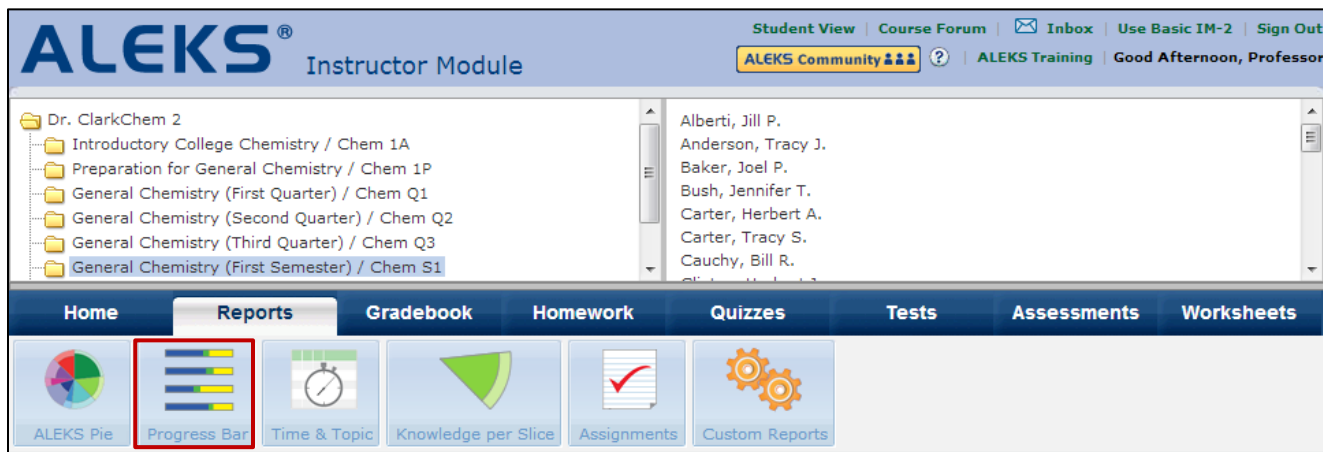 ALEKS®
Instructor Module
Student View | Course Forum | Inbox | Use Basic IM-2 | Sign Out
ALEKS Community ? | ALEKS Training | Good Afternoon, Professor
Dr. ClarkChem 2
Introductory College Chemistry / Chem 1A
Preparation for General Chemistry / Chem 1P
General Chemistry (First Quarter) / Chem Q1
General Chemistry (Second Quarter) / Chem Q2
General Chemistry (Third Quarter) / Chem Q3
General Chemistry (First Semester) / Chem S1
Alberti, Jill P.
Anderson, Tracy J.
Baker, Joel P.
Bush, Jennifer T.
Carter, Herbert A.
Carter, Tracy S.
Cauchy, Bill R.
Home Reports Gradebook Homework Quizzes Tests Assessments Worksheets
ALEKS Pie Progress Bar Time & Topic Knowledge per Slice Assignments Custom Reports